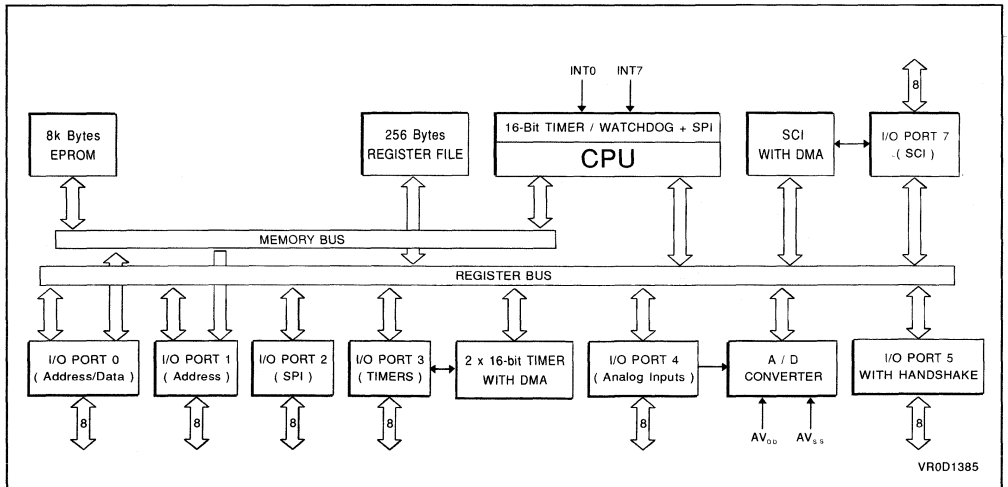 INT0 INT7
8
8k Bytes
EPROM
256 Bytes
REGISTER FILE
16-Bit TIMER / WATCHDOG + SPI
CPU
SCI
WITH DMA
I/O PORT 7
( SCI )
MEMORY BUS
REGISTER BUS
I/O PORT 0
( Address/Data )
I/O PORT 1
( Address )
I/O PORT 2
( SPI )
I/O PORT 3
( TIMERS )
2 x 16-bit TIMER
WITH DMA
I/O PORT 4
( Analog Inputs )
A / D
CONVERTER
I/O PORT 5
WITH HANDSHAKE
8 8 8 8 8 8
AVDD AVSS
VR0D1385